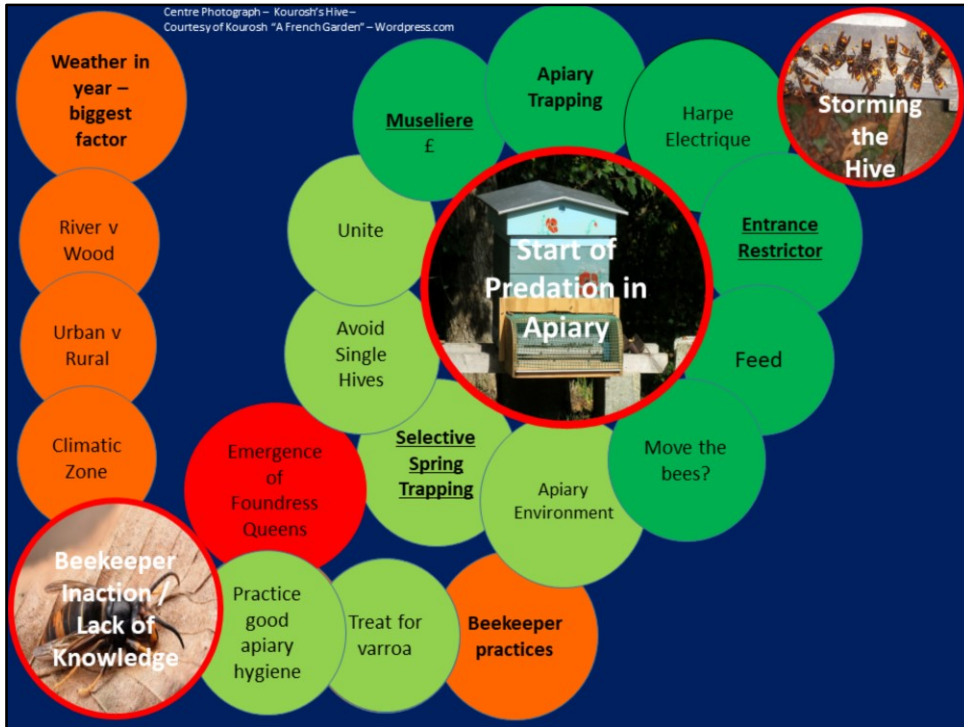 Centre Photograph – Kourosh's Hive –
Courtesy of Kourosh "A French Garden" – Wordpress.com
Weather in
year –
biggest
factor
River v
Wood
Urban v
Rural
Climatic
Zone
Beekeeper
Inaction /
Lack of
Knowledge
Emergence
of
Foundress
Queens
Practice
good
apiary
hygiene
Treat for
varroa
Beekeeper
practices
Selective
Spring
Trapping
Apiary
Environment
Avoid
Single
Hives
Unite
Museliere
£
Apiary
Trapping
Harpe
Electrique
Entrance
Restrictor
Feed
Move the
bees?
Start of
Predation in
Apiary
Storming
the
Hive